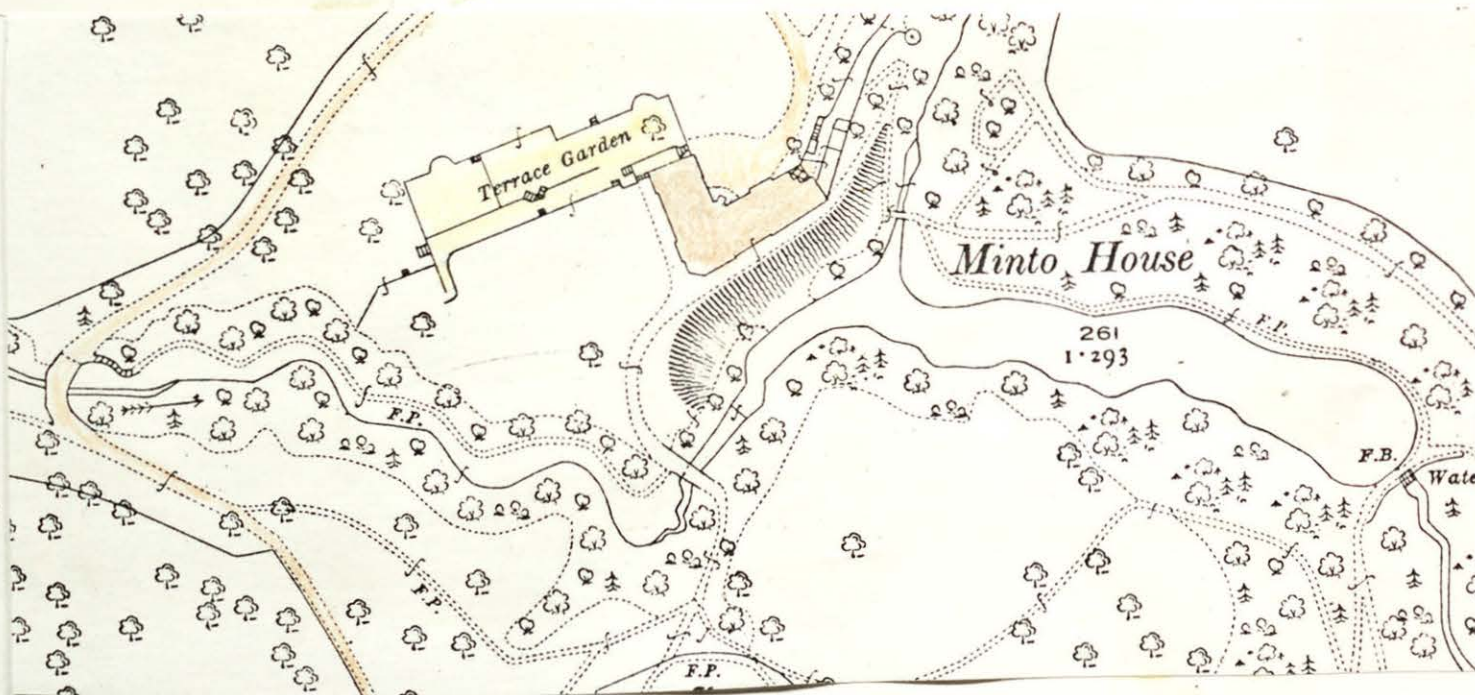 Terrace Garden
Minto House
F.P.
261
1·293
F.P.
F.B.
Wate
F.P.
F.P.